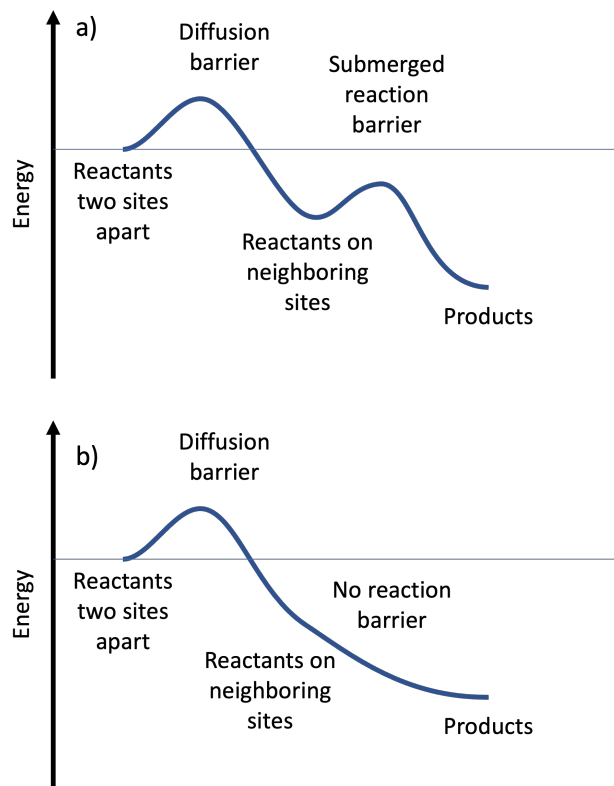 a)
Diffusion
barrier
Submerged
reaction
barrier
Energy
Reactants
two sites
apart
Reactants on
neighboring
sites
Products
b)
Diffusion
barrier
Energy
Reactants
two sites
apart
No reaction
barrier
Reactants on
neighboring
sites
Products